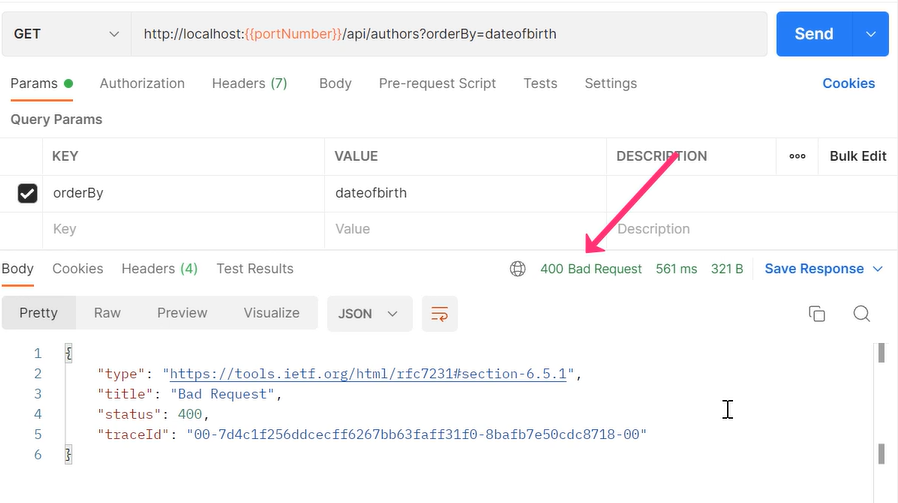 GET http://localhost:{{portNumber}}/api/authors?orderBy=dateofbirth Send
Params Authorization Headers (7) Body Pre-request Script Tests Settings Cookies
Query Params
KEY VALUE DESCRIPTION Bulk Edit
orderBy dateofbirth
Key Value Description
Body Cookies Headers (4) Test Results 400 Bad Request 561 ms 321 B Save Response
Pretty Raw Preview Visualize JSON
1 {
2 "type": "https://tools.ietf.org/html/rfc7231#section-6.5.1",
3 "title": "Bad Request",
4 "status": 400,
5 "traceId": "00-7d4c1f256ddcecff6267bb63faff31f0-8bafb7e50cdc8718-00"
6 }